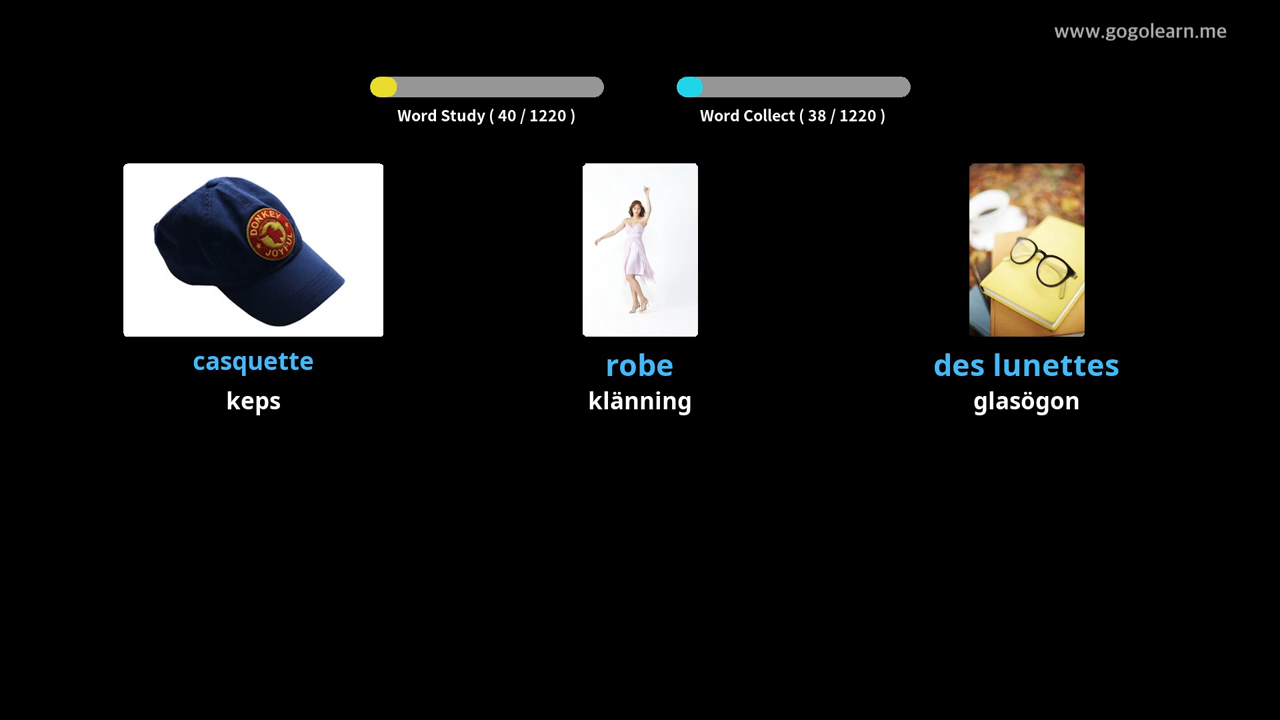 www.gogolearn.me
Word Study ( 40 / 1220 )
Word Collect ( 38 / 1220 )
DONKEY
JOYFUL
casquette
robe
des lunettes
keps
klänning
glasögon